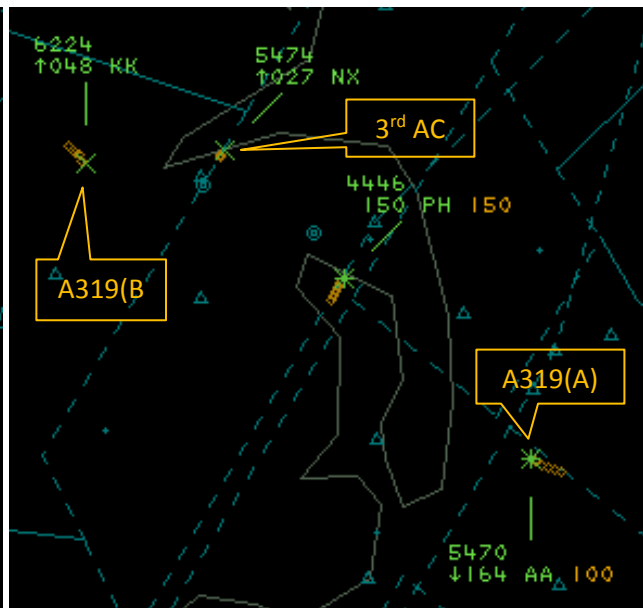 6224
↑048 KK
5474
↑027 NX
3rd AC
4446
150 PH 150
A319(B
A319(A)
5470
↓164 AA 100